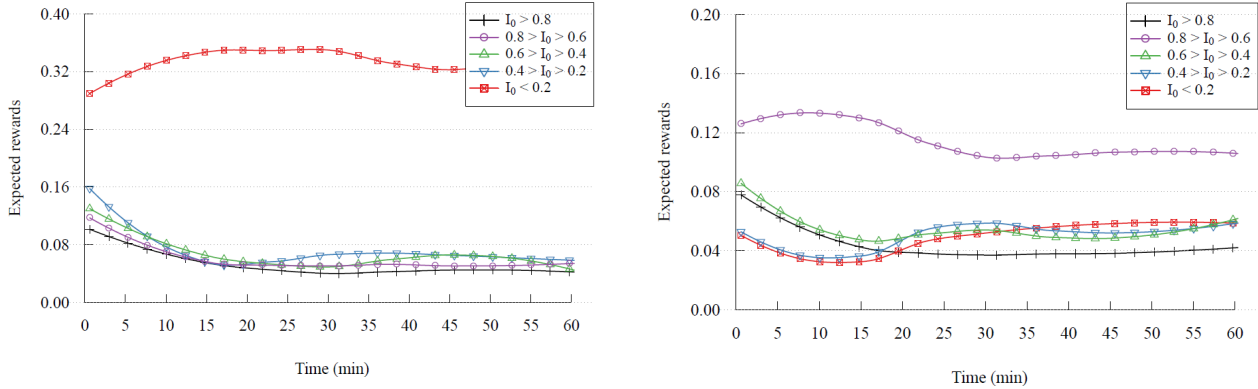 0.40
0.32
0.24
0.16
0.08
0.00
Expected rewards
0 5 10 15 20 25 30 35 40 45 50 55 60
Time (min)
I₀ > 0.8
0.8 > I₀ > 0.6
0.6 > I₀ > 0.4
0.4 > I₀ > 0.2
I₀ < 0.2
0.20
0.16
0.12
0.08
0.04
0.00
Expected rewards
0 5 10 15 20 25 30 35 40 45 50 55 60
Time (min)
I₀ > 0.8
0.8 > I₀ > 0.6
0.6 > I₀ > 0.4
0.4 > I₀ > 0.2
I₀ < 0.2